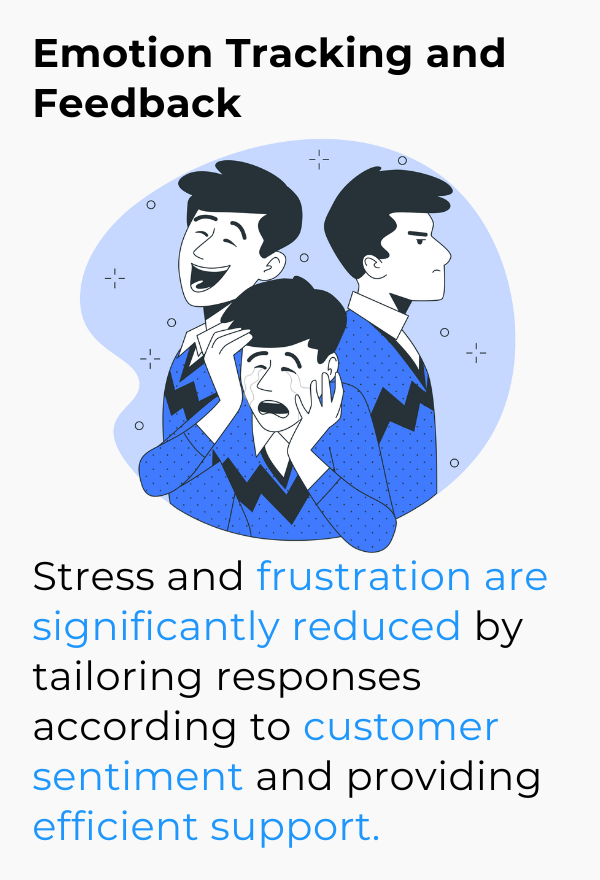 Emotion Tracking and
Feedback
Stress and frustration are
significantly reduced by
tailoring responses
according to customer
sentiment and providing
efficient support.